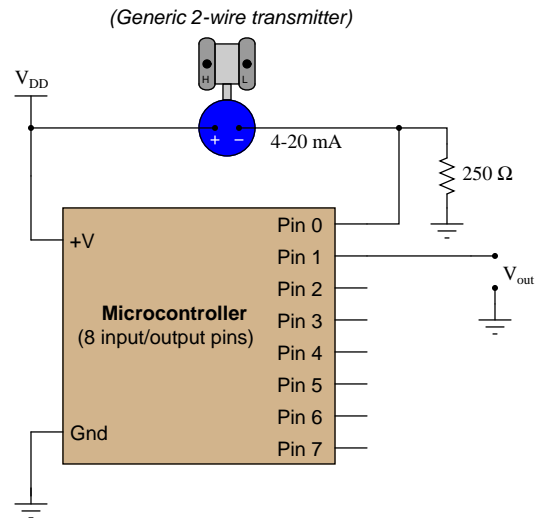 (Generic 2-wire transmitter)
H L
V_DD
+ −
4-20 mA
250 Ω
Pin 0
+V
Pin 1
Pin 2
V_out
Microcontroller
Pin 3
(8 input/output pins)
Pin 4
Pin 5
Pin 6
Gnd
Pin 7